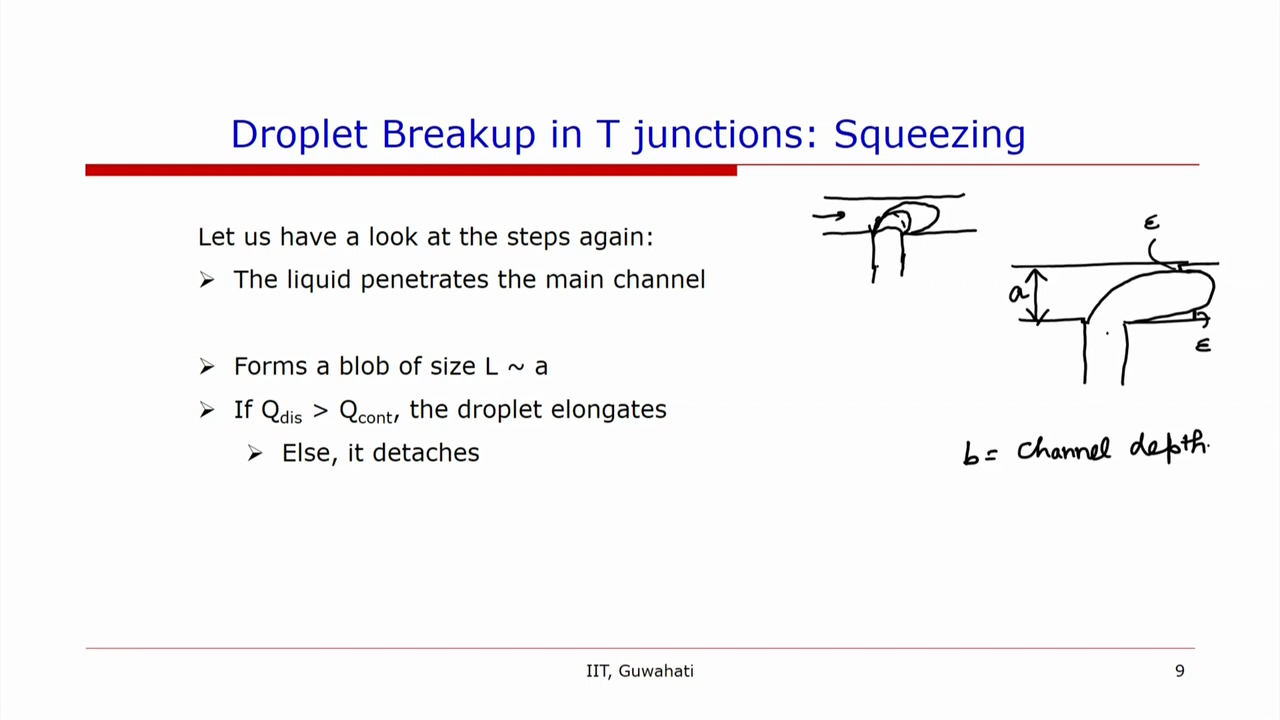 Droplet Breakup in T junctions: Squeezing
Let us have a look at the steps again:
➢ The liquid penetrates the main channel
➢ Forms a blob of size L ~ a
➢ If Qdis > Qcont, the droplet elongates
➢ Else, it detaches
ε
a
ε
b = Channel depth.
IIT, Guwahati
9